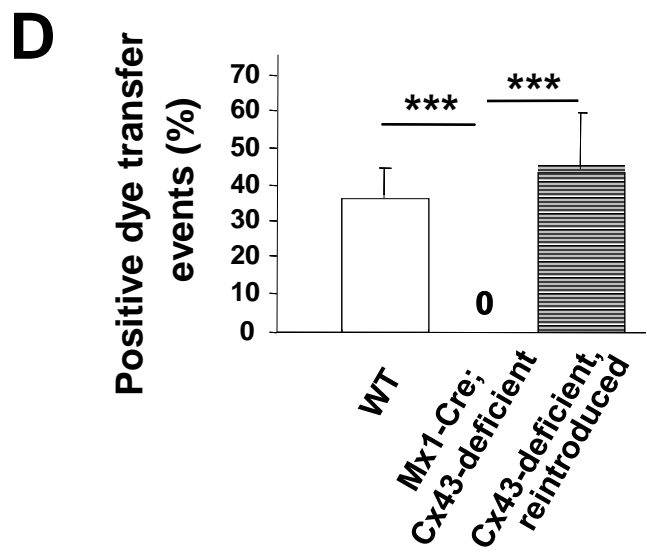 D
Positive dye transfer
events (%)
70
60
50
40
30
20
10
0
***
***
0
WT
Mx1-Cre;
Cx43-deficient
Cx43-deficient,
reintroduced